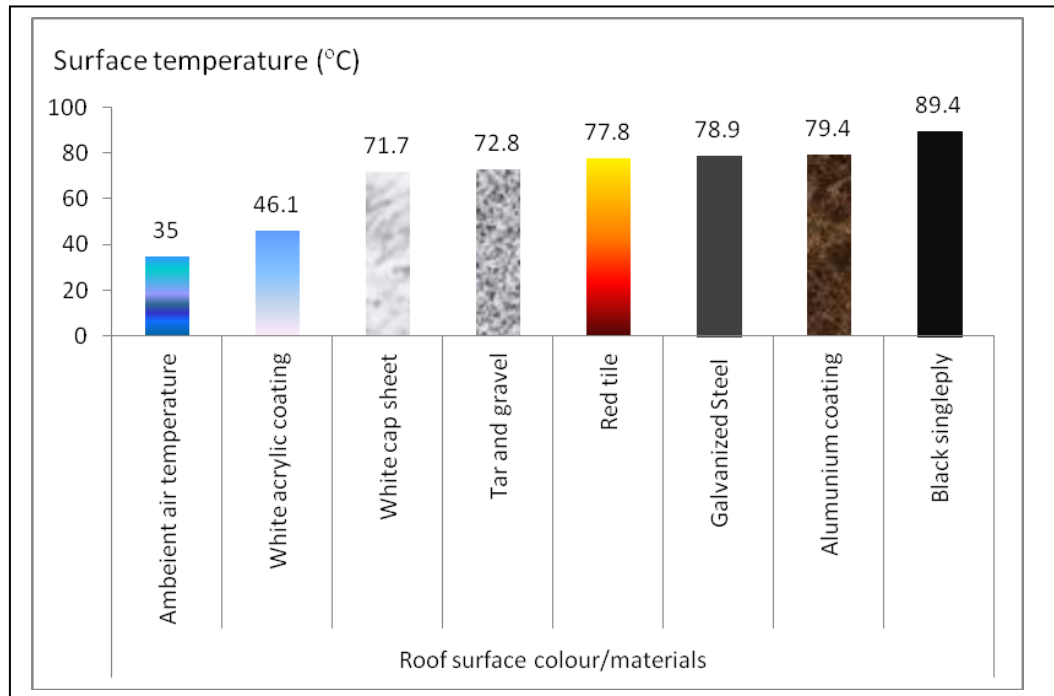 Surface temperature (°C)
100
80
60
40
20
0
35
46.1
71.7
72.8
77.8
78.9
79.4
89.4
Ambeient air temperature
White acrylic coating
White cap sheet
Tar and gravel
Red tile
Galvanized Steel
Alumunium coating
Black singleply
Roof surface colour/materials